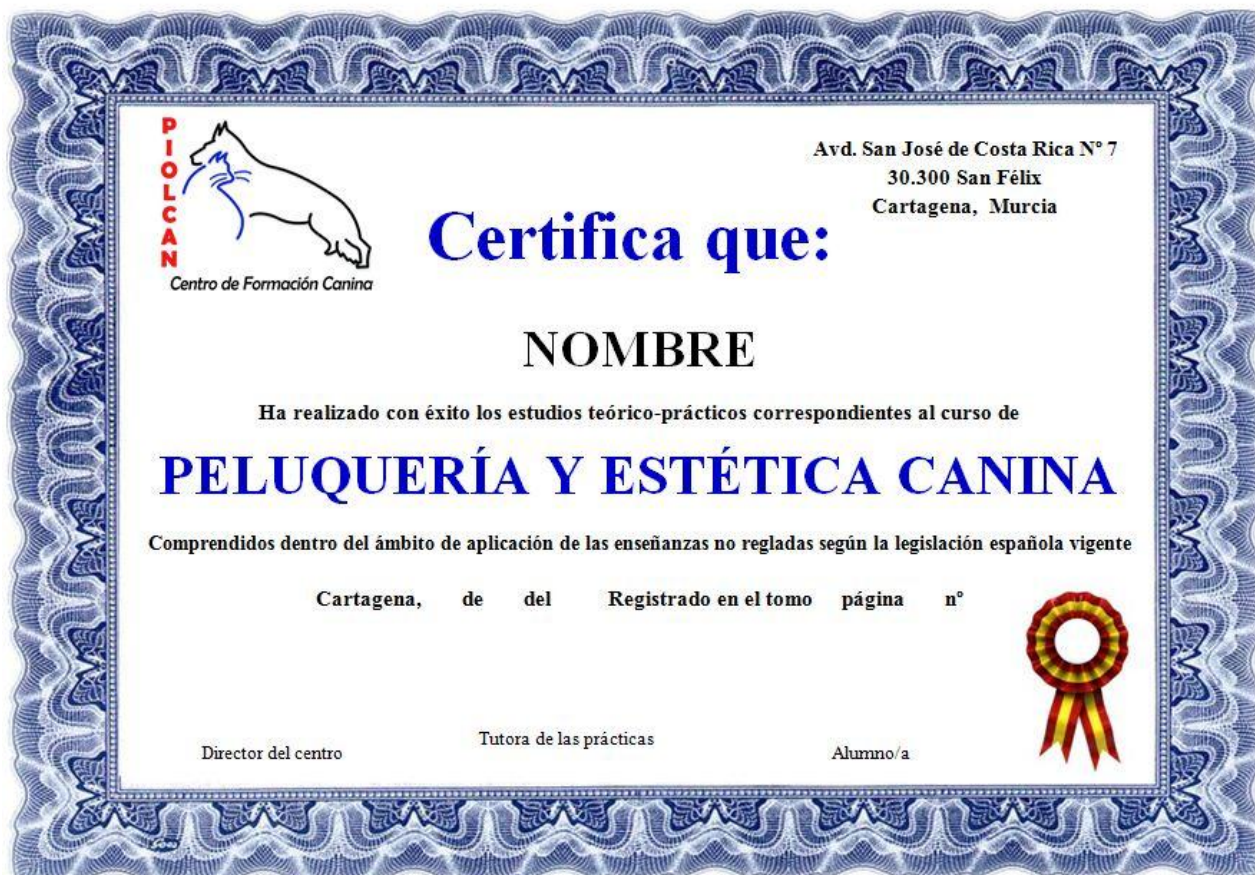 PIOLCAN
Centro de Formación Canina
Avd. San José de Costa Rica Nº 7
30.300 San Félix
Cartagena, Murcia
Certifica que:
NOMBRE
Ha realizado con éxito los estudios teórico-prácticos correspondientes al curso de
PELUQUERÍA Y ESTÉTICA CANINA
Comprendidos dentro del ámbito de aplicación de las enseñanzas no regladas según la legislación española vigente
Cartagena, de del Registrado en el tomo página nº
Director del centro
Tutora de las prácticas
Alumno/a